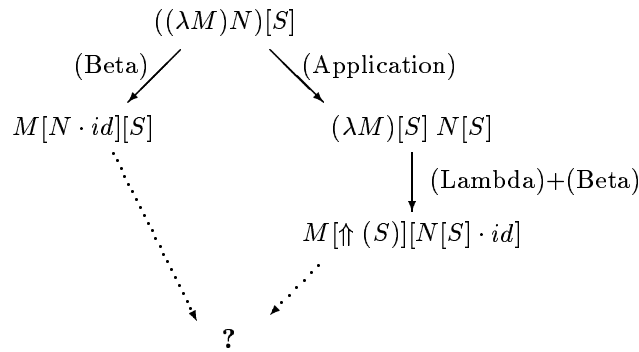 ((λM)N)[S]
(Beta) (Application)
M[N · id][S] (λM)[S] N[S]
(Lambda)+(Beta)
M[⇑ (S)][N[S] · id]
?